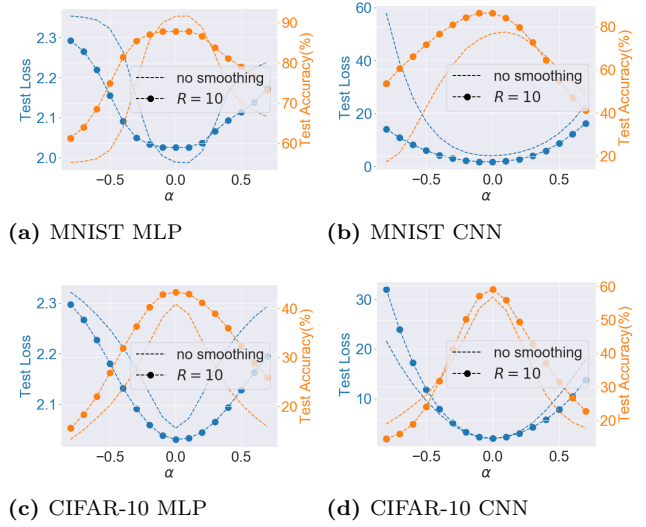 2.3
2.2
2.1
2.0
Test Loss
90
80
70
60
Test Accuracy(%)
no smoothing
R = 10
−0.5 0.0 0.5
α
(a) MNIST MLP
60
40
20
0
Test Loss
80
60
40
20
Test Accuracy(%)
no smoothing
R = 10
−0.5 0.0 0.5
α
(b) MNIST CNN
2.3
2.2
2.1
Test Loss
40
30
20
Test Accuracy(%)
no smoothing
R = 10
−0.5 0.0 0.5
α
(c) CIFAR-10 MLP
30
20
10
Test Loss
60
50
40
30
20
Test Accuracy(%)
no smoothing
R = 10
−0.5 0.0 0.5
α
(d) CIFAR-10 CNN